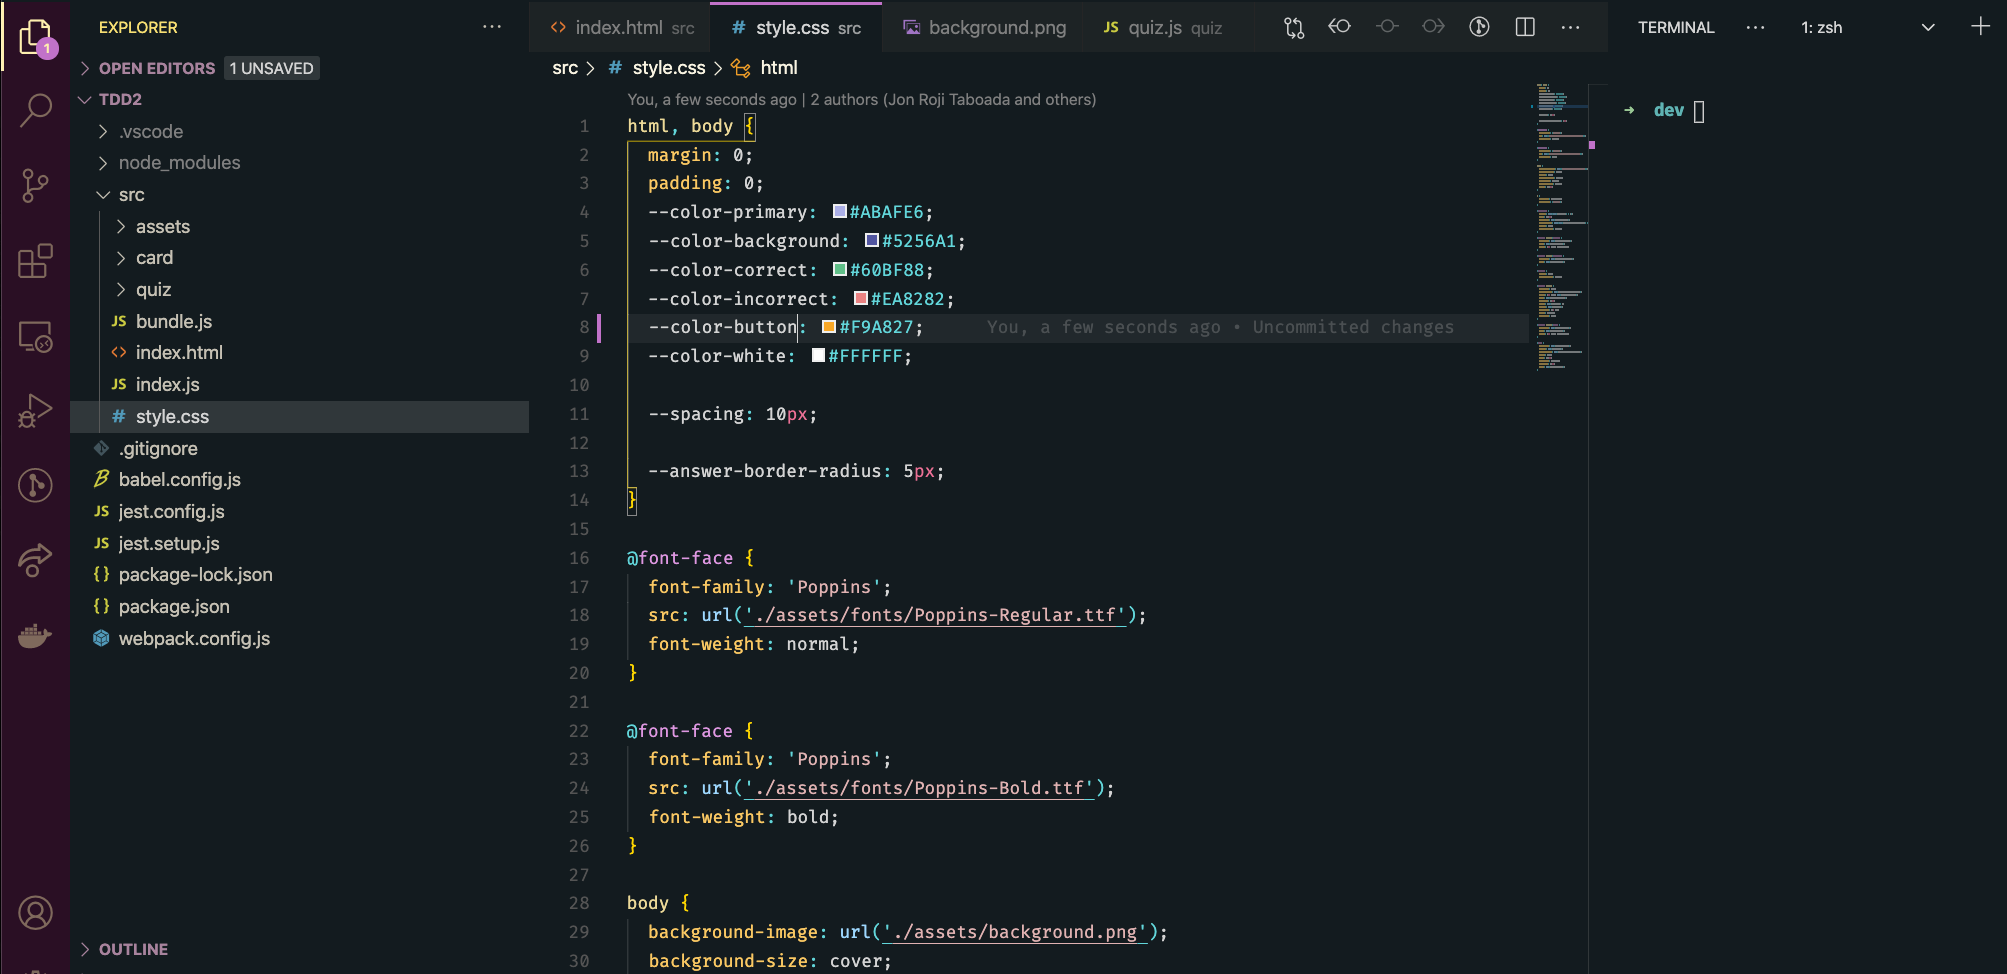 EXPLORER
1
OPEN EDITORS 1 UNSAVED
TDD2
.vscode
node_modules
src
assets
card
quiz
JS bundle.js
<> index.html
JS index.js
# style.css
.gitignore
babel.config.js
JS jest.config.js
JS jest.setup.js
{} package-lock.json
{} package.json
webpack.config.js
OUTLINE
<> index.html src
# style.css src
background.png
JS quiz.js quiz
src > # style.css > html
You, a few seconds ago | 2 authors (Jon Roji Taboada and others)
1 html, body {
2 margin: 0;
3 padding: 0;
4 --color-primary: #ABAFE6;
5 --color-background: #5256A1;
6 --color-correct: #60BF88;
7 --color-incorrect: #EA8282;
8 --color-button: #F9A827; You, a few seconds ago • Uncommitted changes
9 --color-white: #FFFFFF;
10
11 --spacing: 10px;
12
13 --answer-border-radius: 5px;
14 }
15
16 @font-face {
17 font-family: 'Poppins';
18 src: url('./assets/fonts/Poppins-Regular.ttf');
19 font-weight: normal;
20 }
21
22 @font-face {
23 font-family: 'Poppins';
24 src: url('./assets/fonts/Poppins-Bold.ttf');
25 font-weight: bold;
26 }
27
28 body {
29 background-image: url('./assets/background.png');
30 background-size: cover;
TERMINAL
1: zsh
→ dev